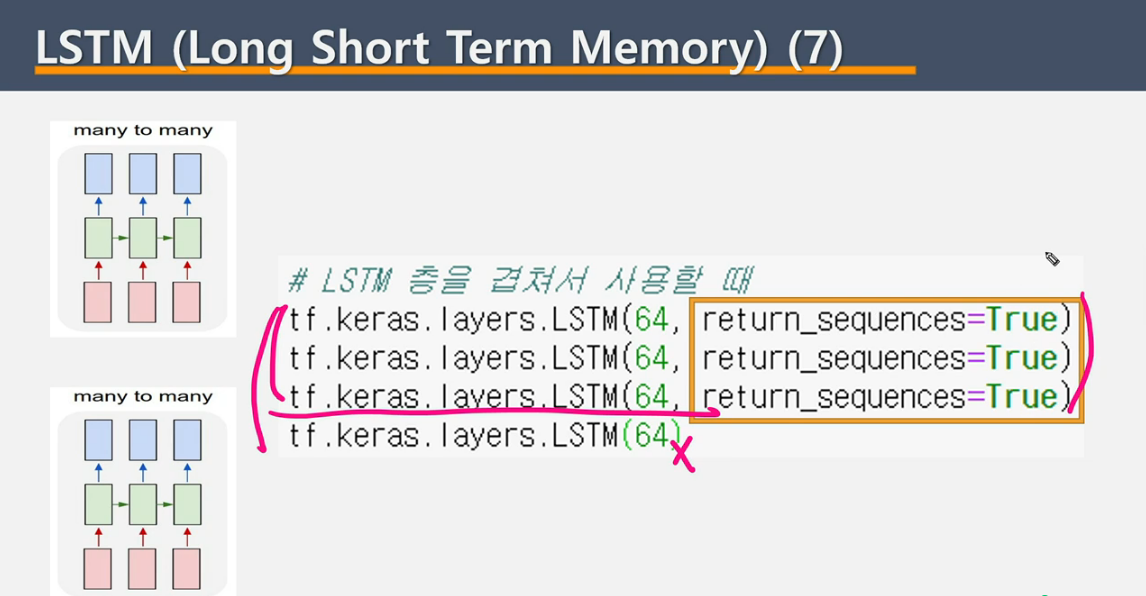 LSTM (Long Short Term Memory) (7)
many to many
# LSTM 층을 겹쳐서 사용할 때
tf.keras.layers.LSTM(64, return_sequences=True)
tf.keras.layers.LSTM(64, return_sequences=True)
tf.keras.layers.LSTM(64, return_sequences=True)
tf.keras.layers.LSTM(64)
many to many